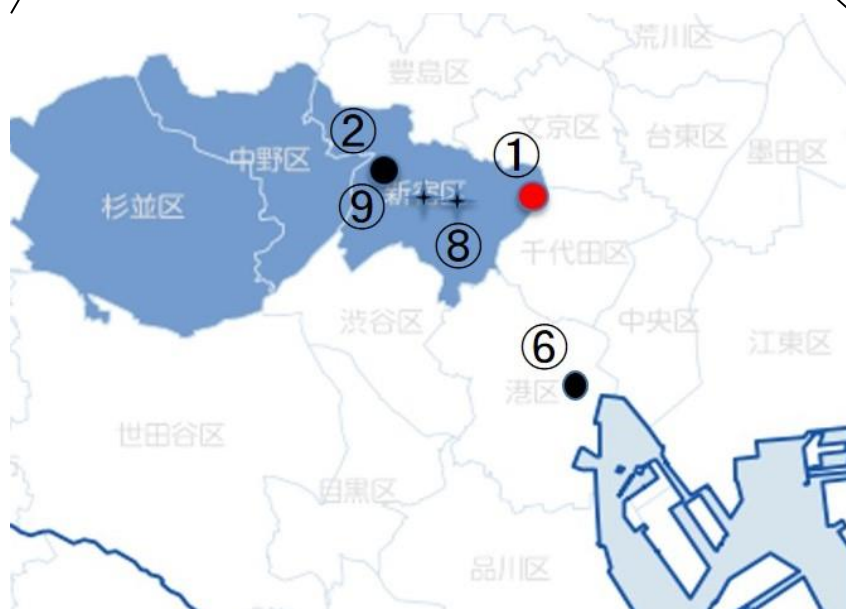 荒川区
豊島区
②
①
文京区
台東区
中野区
墨田区
新宿区
杉並区
⑨
⑧
千代田区
渋谷区
中央区
⑥
江東区
港区
世田谷区
目黒区
品川区